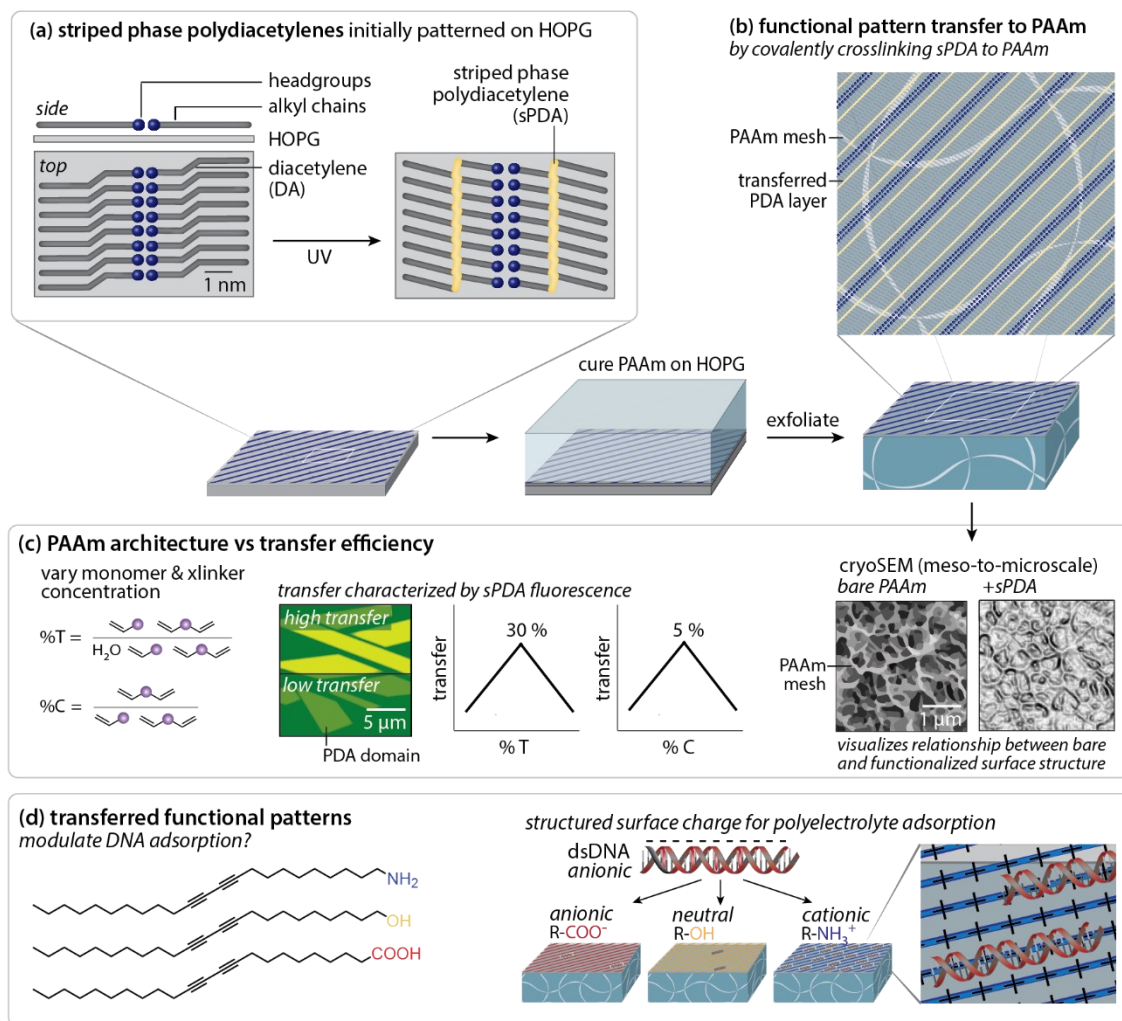 (a) striped phase polydiacetylenes initially patterned on HOPG
side
headgroups
alkyl chains
HOPG
top
diacetylene
(DA)
1 nm
UV
striped phase
polydiacetylene
(sPDA)
(b) functional pattern transfer to PAAm
by covalently crosslinking sPDA to PAAm
PAAm mesh
transferred
PDA layer
cure PAAm on HOPG
exfoliate
(c) PAAm architecture vs transfer efficiency
vary monomer & xlinker
concentration
%T =
H₂O
%C =
transfer characterized by sPDA fluorescence
high transfer
low transfer
5 µm
PDA domain
transfer
30 %
% T
transfer
5 %
% C
cryoSEM (meso-to-microscale)
bare PAAm
+sPDA
PAAm
mesh
1 µm
visualizes relationship between bare
and functionalized surface structure
(d) transferred functional patterns
modulate DNA adsorption?
NH₂
OH
COOH
structured surface charge for polyelectrolyte adsorption
dsDNA
anionic
anionic
R-COO⁻
neutral
R-OH
cationic
R-NH₃⁺